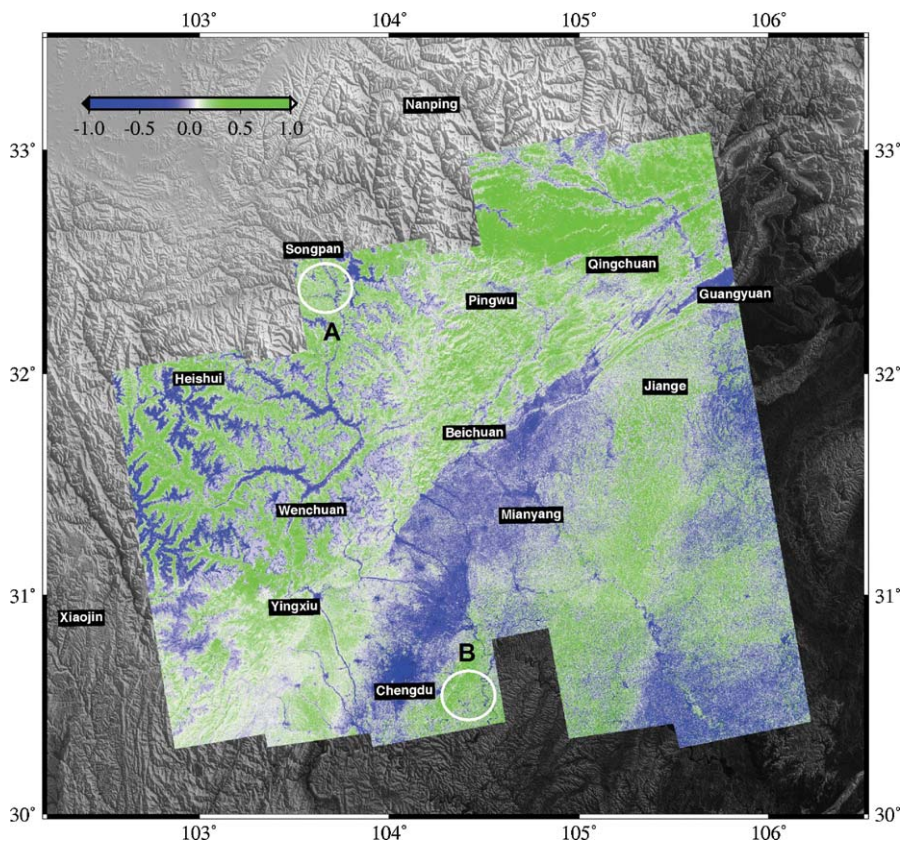 103° 104° 105° 106°
-1.0 -0.5 0.0 0.5 1.0
Nanping
33° 33°
Songpan
Qingchuan
Pingwu
Guangyuan
A
32° 32°
Heishui
Jiange
Beichuan
Wenchuan
Mianyang
31° 31°
Yingxiu
Xiaojin
B
Chengdu
30° 30°
103° 104° 105° 106°